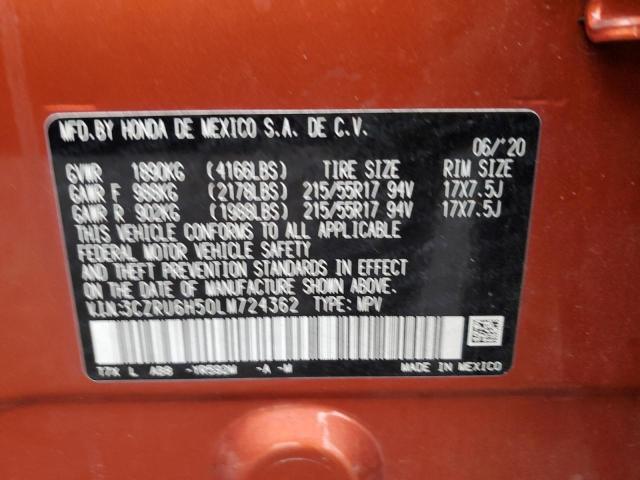 MFD.BY HONDA DE MEXICO S.A. DE C.V.
06/'20
GVWR 1890KG (4166LBS) TIRE SIZE RIM SIZE
GAWR F 988KG (2178LBS) 215/55R17 94V 17X7.5J
GAWR R 902KG (1988LBS) 215/55R17 94V 17X7.5J
THIS VEHICLE CONFORMS TO ALL APPLICABLE
FEDERAL MOTOR VEHICLE SAFETY
AND THEFT PREVENTION STANDARDS IN EFFECT
ON THE DATE OF MANUFACTURE SHOWN ABOVE.
V.I.N:3CZRU6H50LM724362 TYPE: MPV
T7X L ABB -YR592M -A -M MADE IN MEXICO